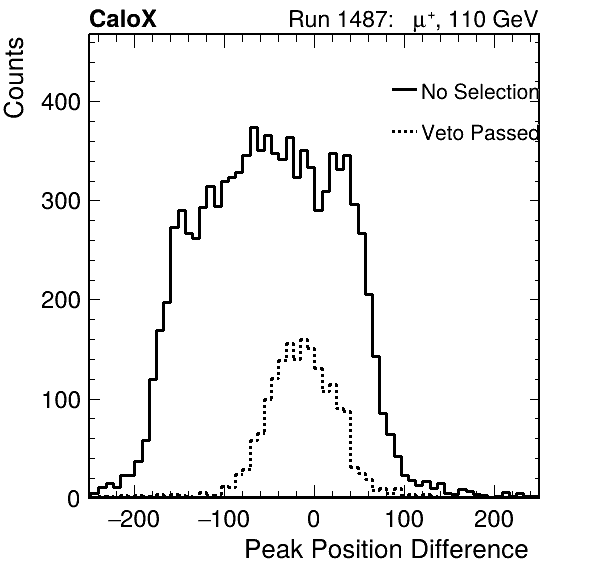 CaloX Run 1487: μ⁺, 110 GeV
Counts
No Selection
Veto Passed
400
300
200
100
0
−200 −100 0 100 200
Peak Position Difference